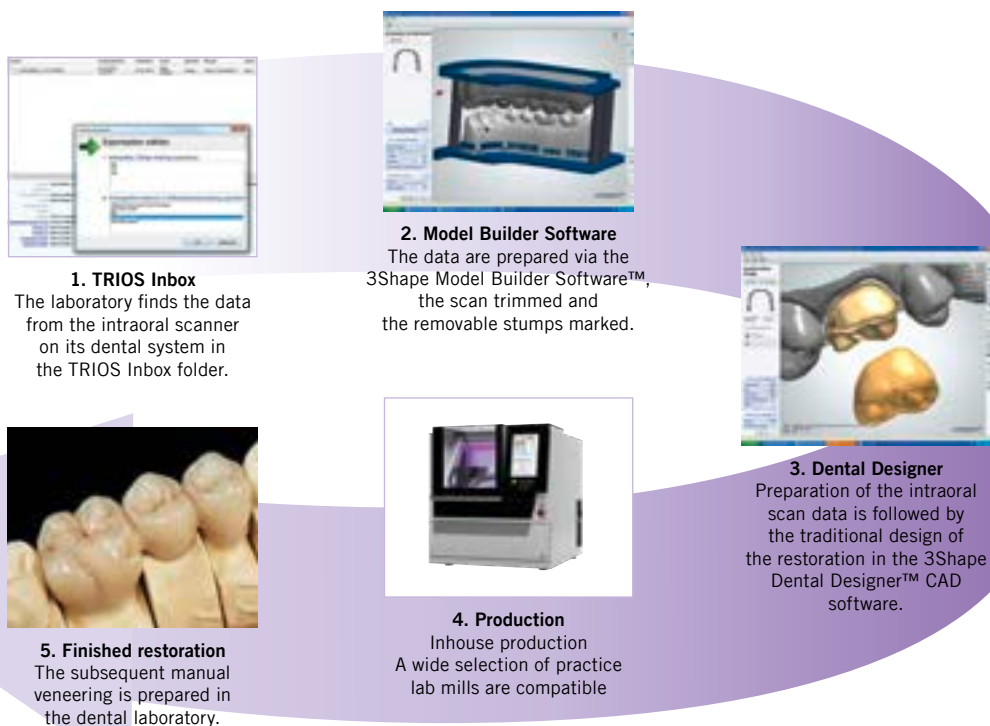 1. TRIOS Inbox
The laboratory finds the data
from the intraoral scanner
on its dental system in
the TRIOS Inbox folder.
2. Model Builder Software
The data are prepared via the
3Shape Model Builder Software™,
the scan trimmed and
the removable stumps marked.
3. Dental Designer
Preparation of the intraoral
scan data is followed by
the traditional design of
the restoration in the 3Shape
Dental Designer™ CAD
software.
4. Production
Inhouse production
A wide selection of practice
lab mills are compatible
5. Finished restoration
The subsequent manual
veneering is prepared in
the dental laboratory.